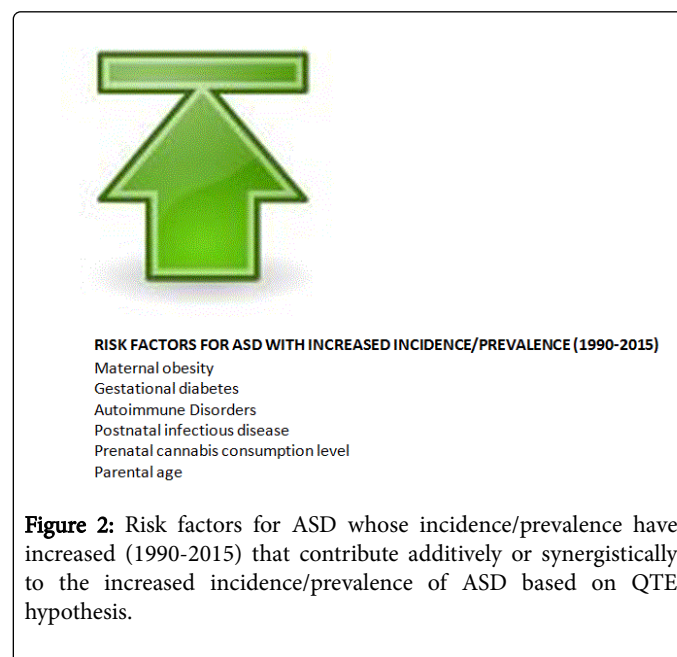 RISK FACTORS FOR ASD WITH INCREASED INCIDENCE/PREVALENCE (1990-2015)
Maternal obesity
Gestational diabetes
Autoimmune Disorders
Postnatal infectious disease
Prenatal cannabis consumption level
Parental age
Figure 2: Risk factors for ASD whose incidence/prevalence have
increased (1990-2015) that contribute additively or synergistically
to the increased incidence/prevalence of ASD based on QTE
hypothesis.